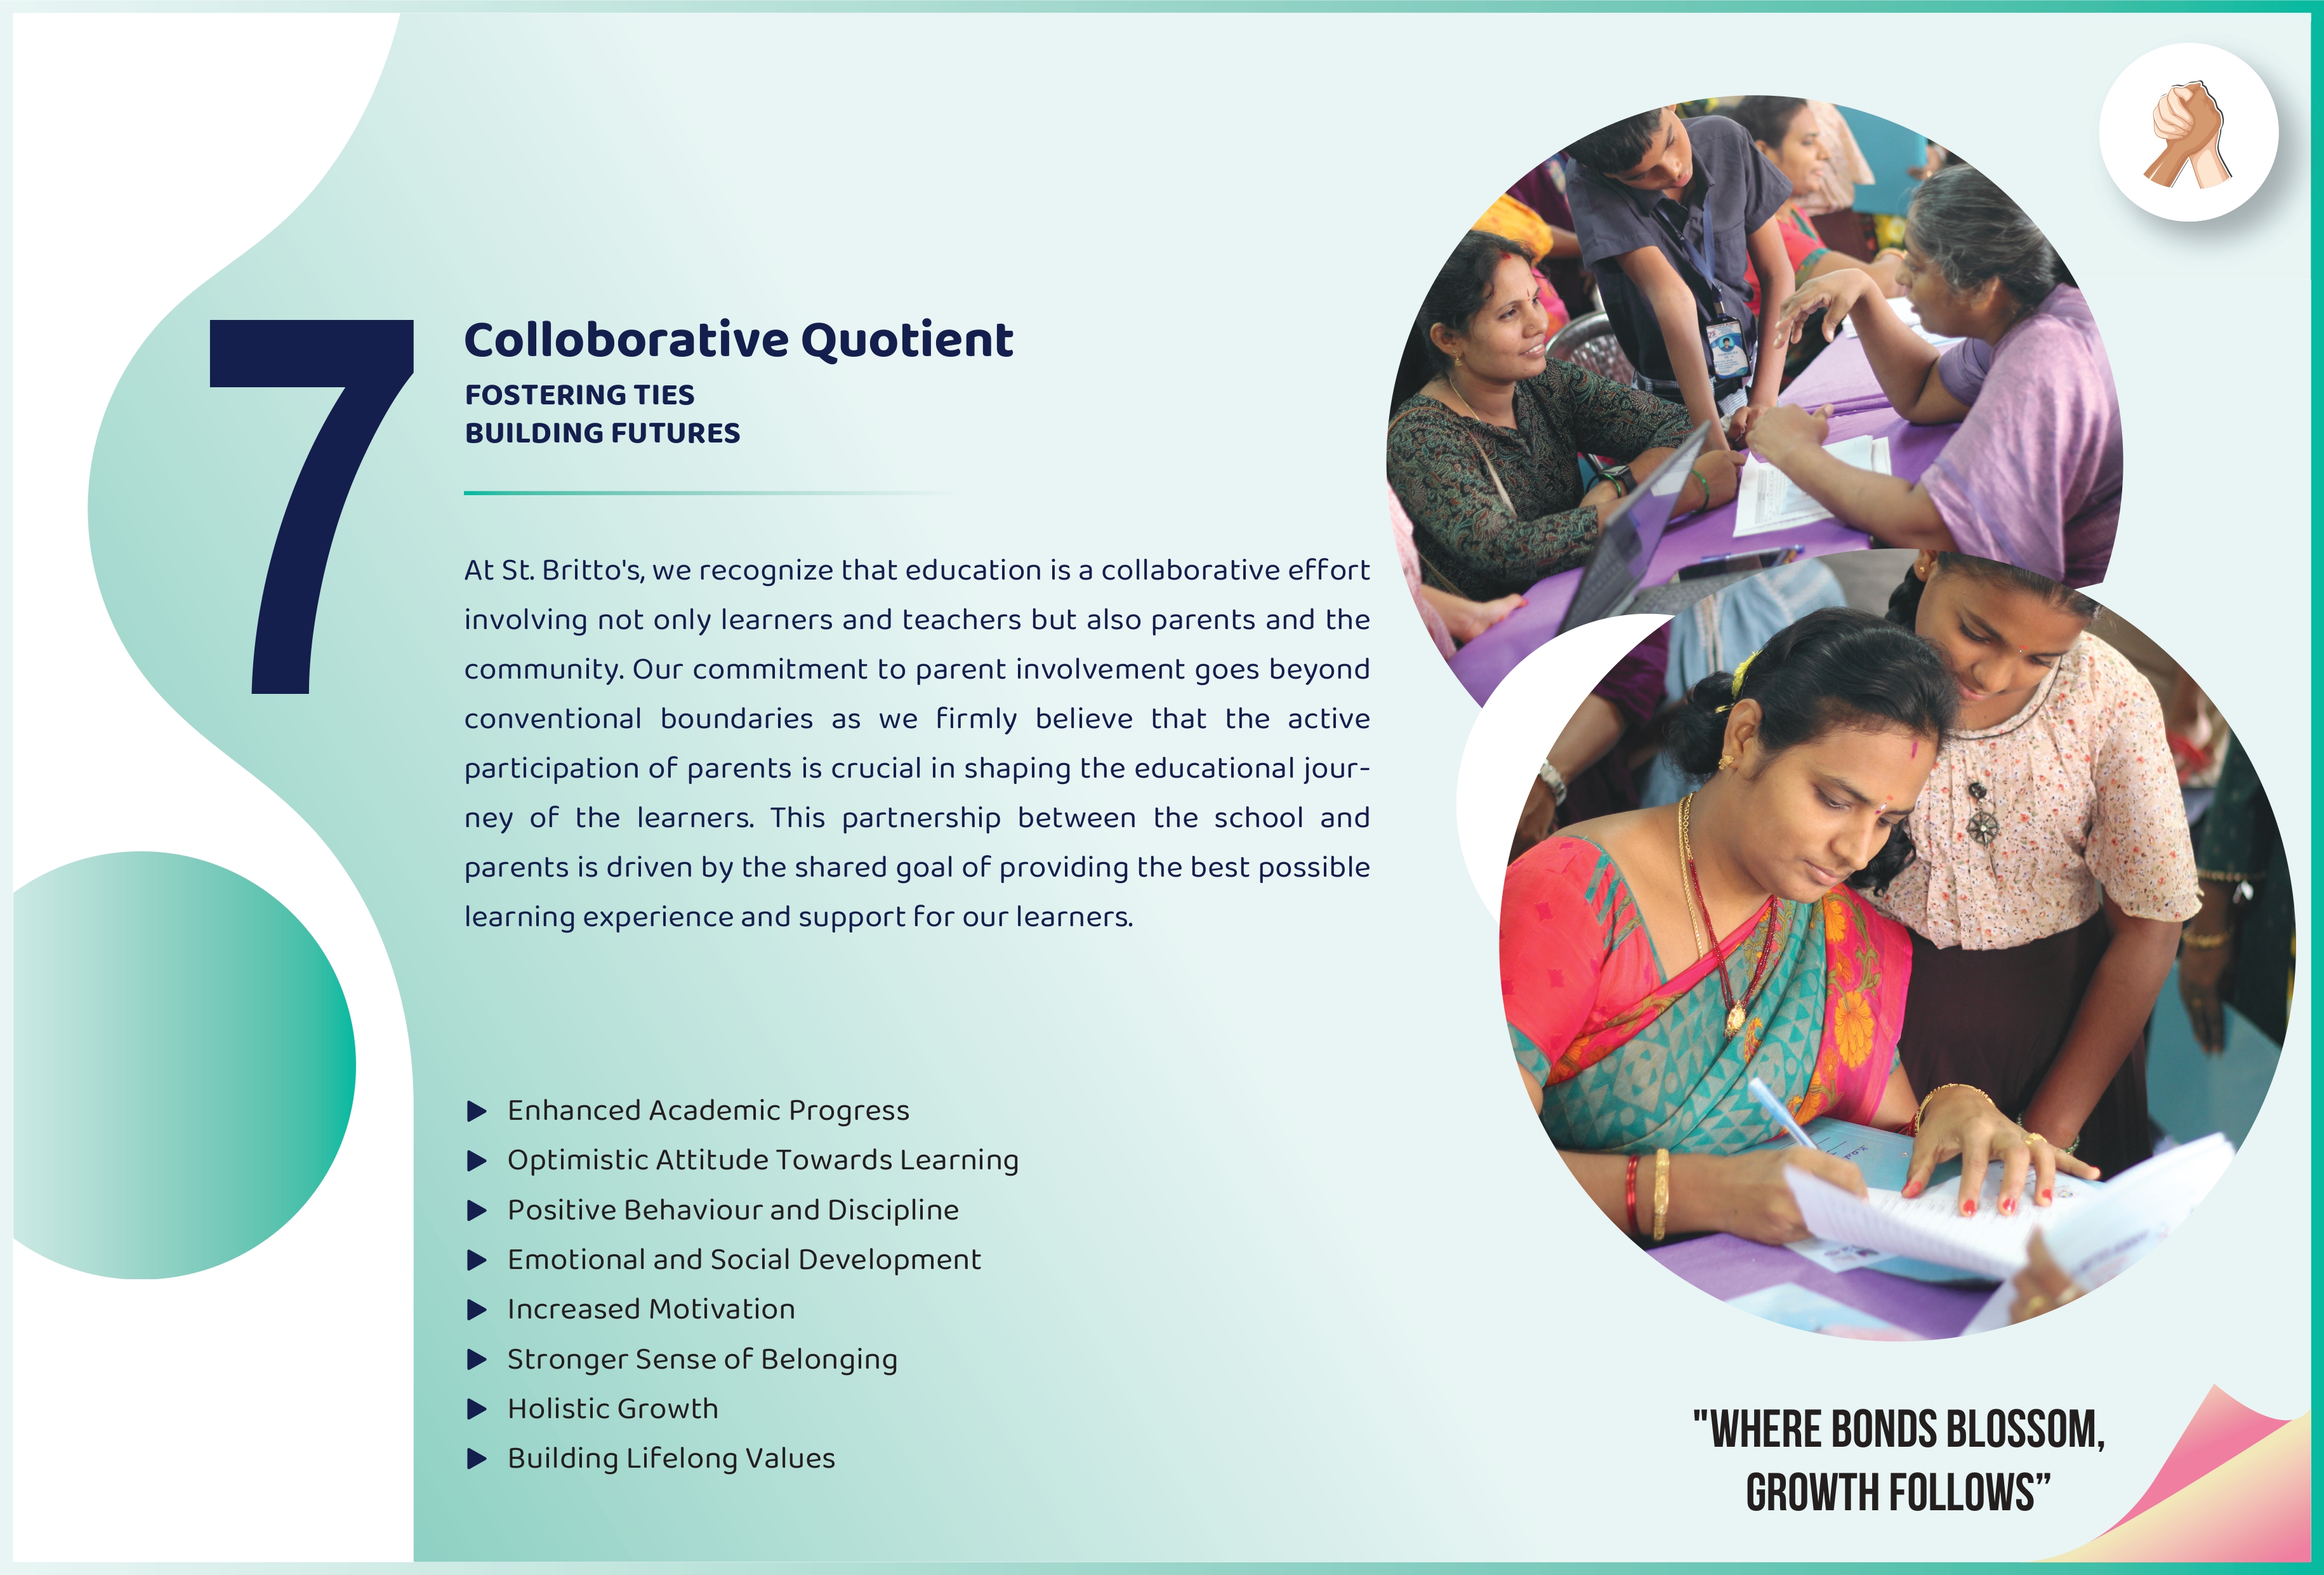 7
Colloborative Quotient
FOSTERING TIES
BUILDING FUTURES
At St. Britto's, we recognize that education is a collaborative effort
involving not only learners and teachers but also parents and the
community. Our commitment to parent involvement goes beyond
conventional boundaries as we firmly believe that the active
participation of parents is crucial in shaping the educational jour-
ney of the learners. This partnership between the school and
parents is driven by the shared goal of providing the best possible
learning experience and support for our learners.
Enhanced Academic Progress
Optimistic Attitude Towards Learning
Positive Behaviour and Discipline
Emotional and Social Development
Increased Motivation
Stronger Sense of Belonging
Holistic Growth
Building Lifelong Values
"WHERE BONDS BLOSSOM,
GROWTH FOLLOWS”